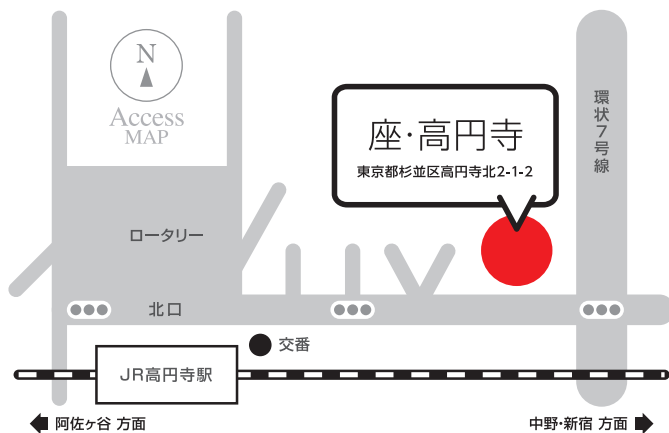 N
Access
MAP
座・高円寺
東京都杉並区高円寺北2-1-2
環状7号線
ロータリー
北口
交番
JR高円寺駅
阿佐ヶ谷 方面
中野・新宿 方面